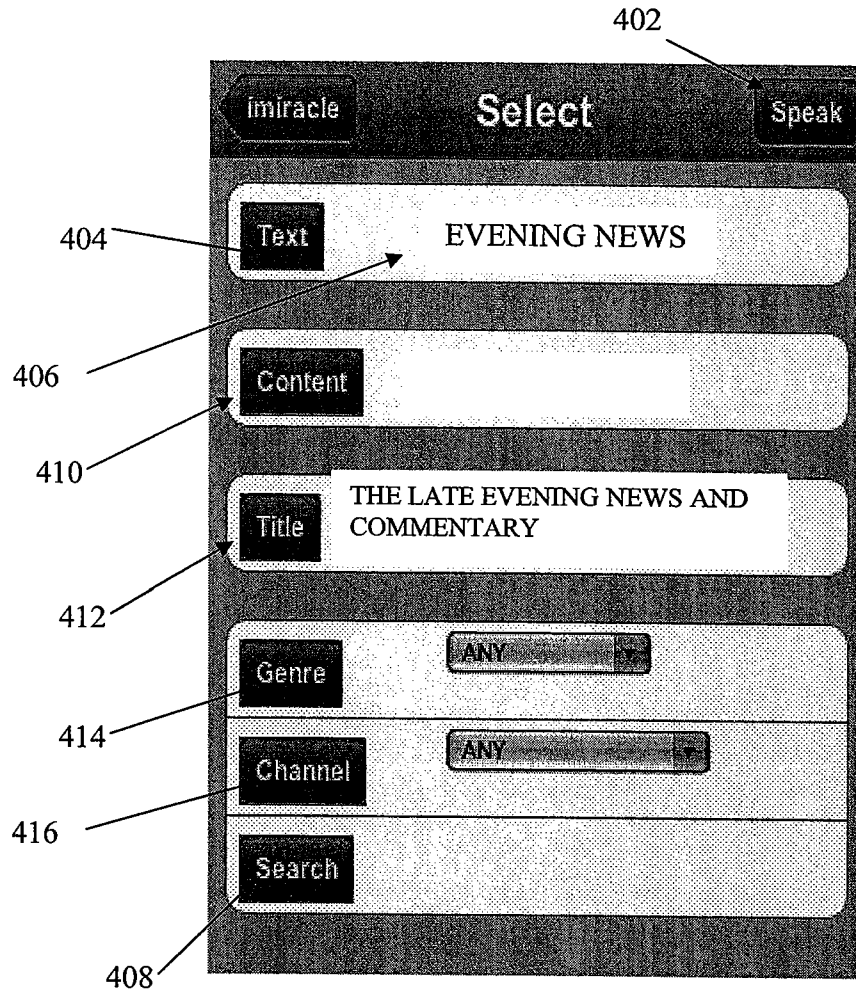 402
imiracle Select Speak
404 Text EVENING NEWS
406 Content
410
Title THE LATE EVENING NEWS AND
COMMENTARY
412
Genre ANY
414
Channel ANY
416
Search
408